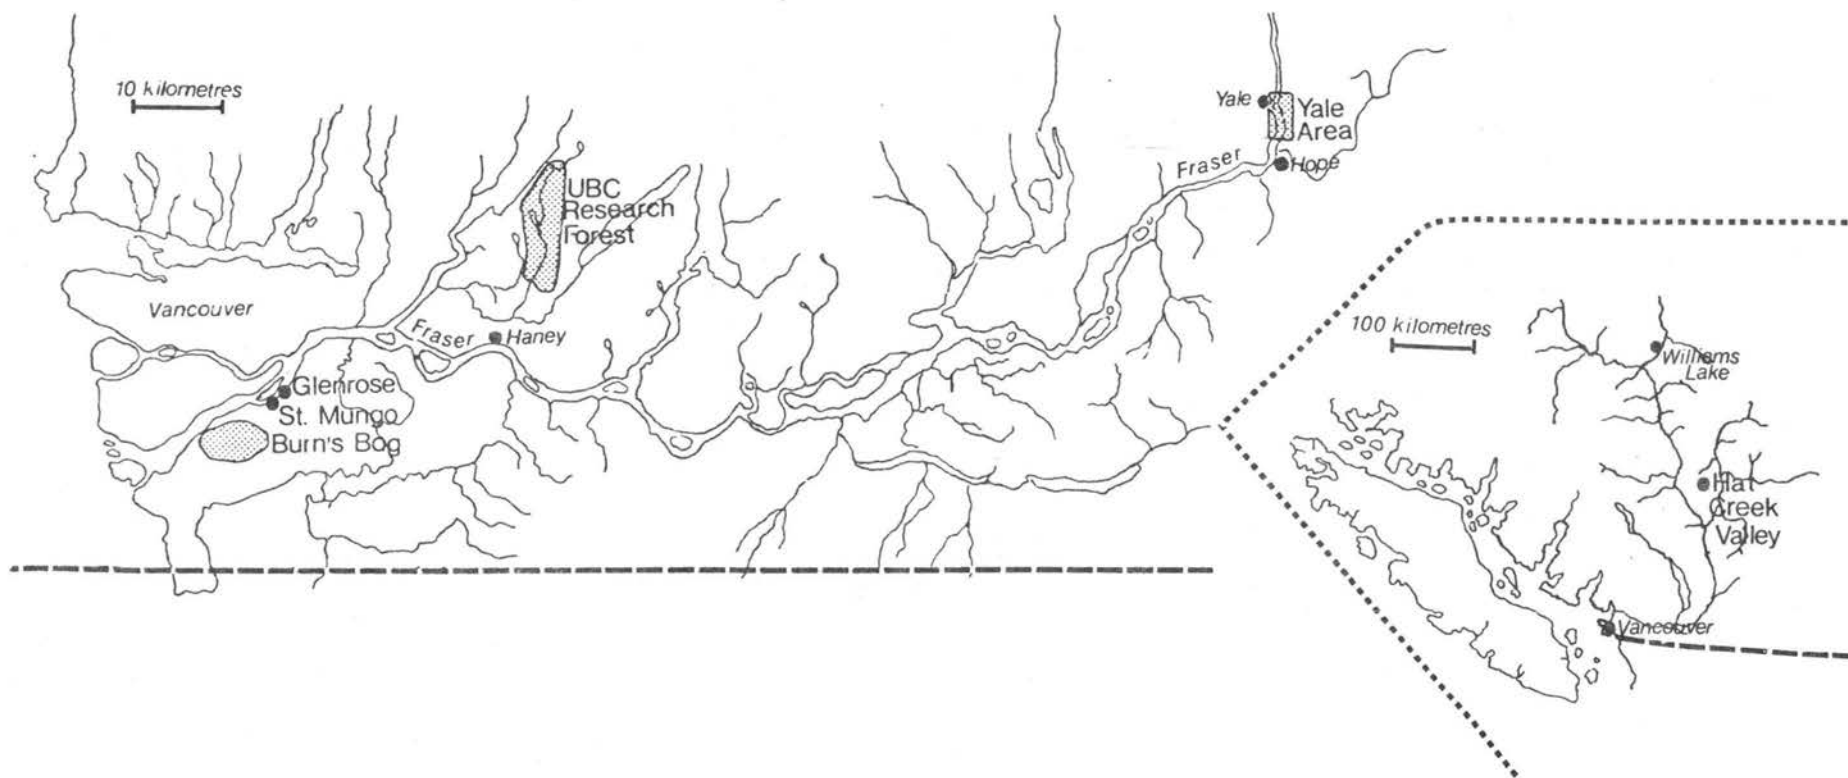 10 kilometres
Yale
Yale
Area
Fraser
Hope
UBC
Research
Forest
Vancouver
Fraser
Haney
Glenrose
St. Mungo
Burn's Bog
100 kilometres
Williams
Lake
Hat
Creek
Valley
Vancouver